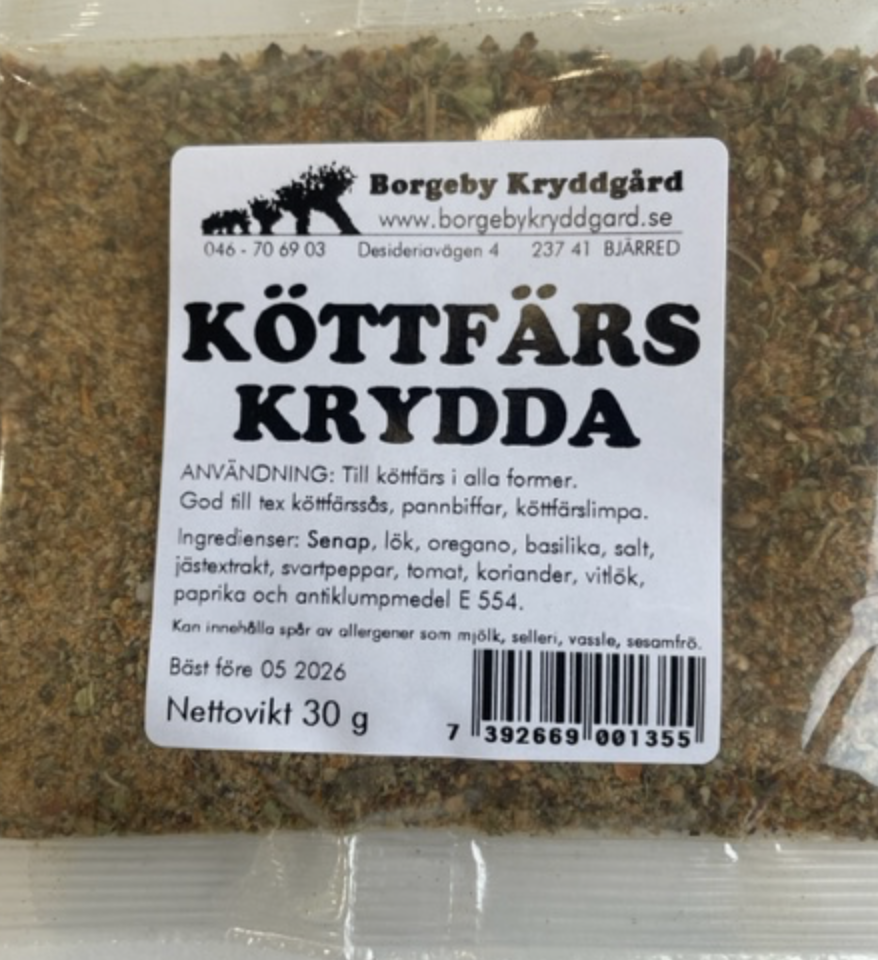 Borgeby Kryddgård
www.borgebykryddgard.se
046 - 70 69 03 Desideriavägen 4 237 41 BJÄRRED
KÖTTFÄRS
KRYDDA
ANVÄNDNING: Till köttfärs i alla former.
God till tex köttfärssås, pannbiffar, köttfärslimpa.
Ingredienser: Senap, lök, oregano, basilika, salt,
jästextrakt, svartpeppar, tomat, koriander, vitlök,
paprika och antiklumpmedel E 554.
Kan innehålla spår av allergener som mjölk, selleri, vassle, sesamfrö.
Bäst före 05 2026
Nettovikt 30 g
7 392669 001355